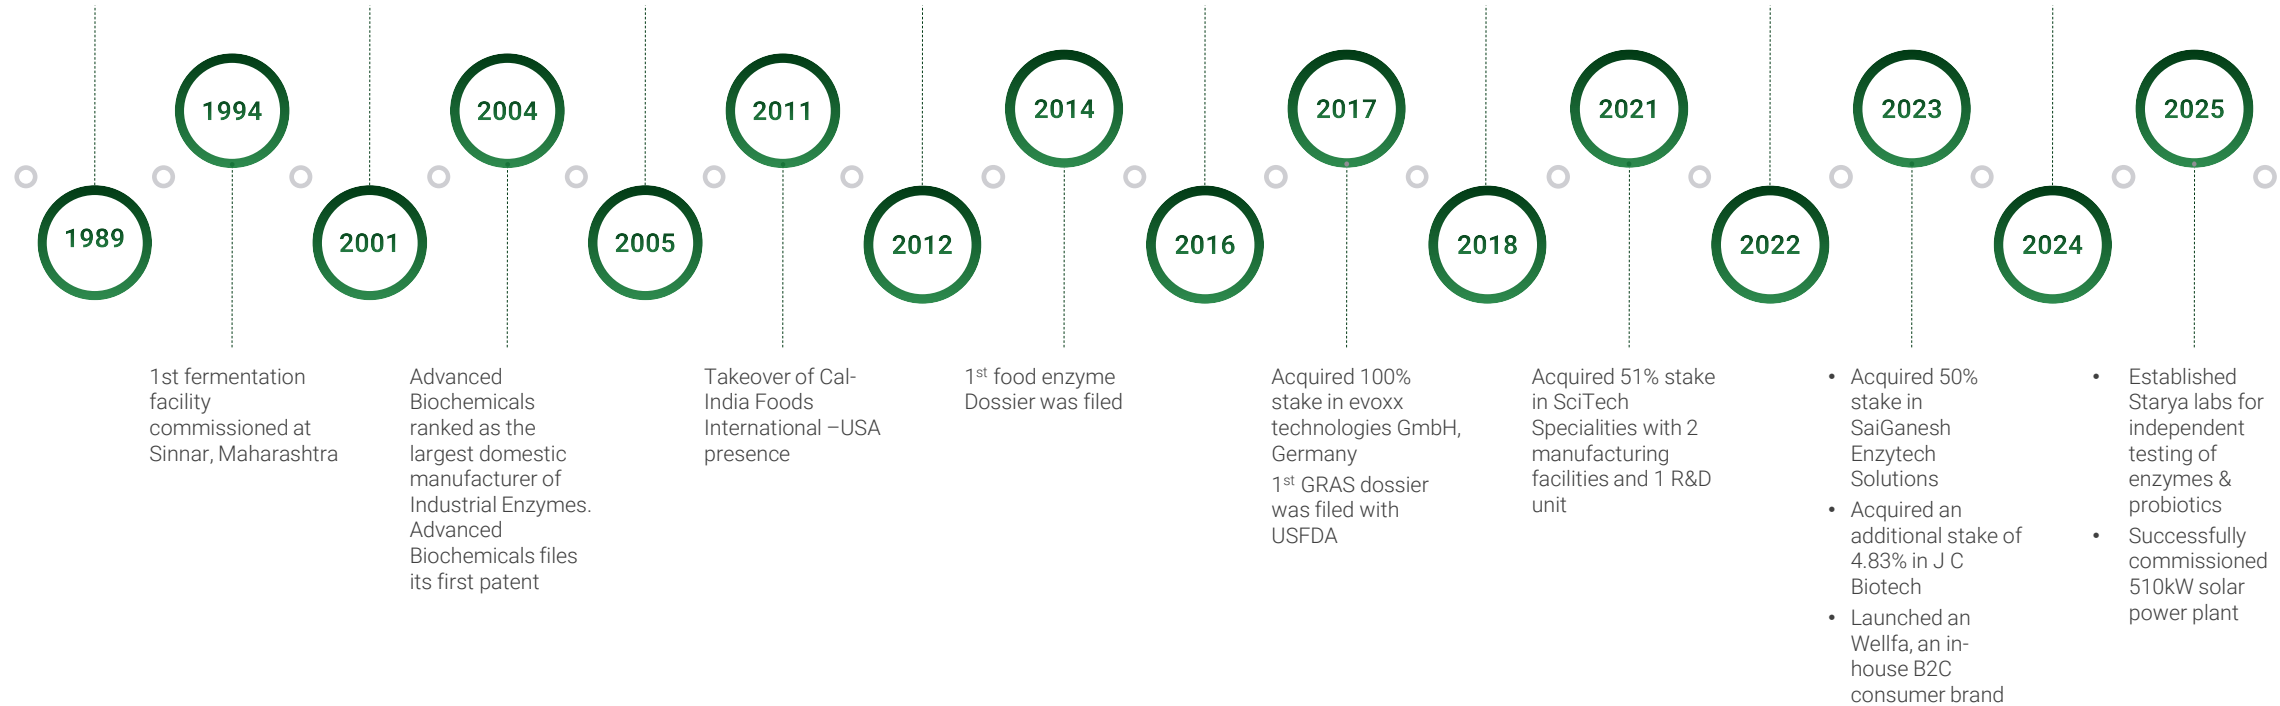 1994
2004
2011
2014
2017
2021
2023
2025
1989
2001
2005
2012
2016
2018
2022
2024
1st fermentation
facility
commissioned at
Sinnar, Maharashtra
Advanced
Biochemicals
ranked as the
largest domestic
manufacturer of
Industrial Enzymes.
Advanced
Biochemicals files
its first patent
Takeover of Cal-
India Foods
International –USA
presence
1st food enzyme
Dossier was filed
Acquired 100%
stake in evoxx
technologies GmbH,
Germany
1st GRAS dossier
was filed with
USFDA
Acquired 51% stake
in SciTech
Specialities with 2
manufacturing
facilities and 1 R&D
unit
• Acquired 50%
stake in
SaiGanesh
Enzytech
Solutions
• Acquired an
additional stake of
4.83% in J C
Biotech
• Launched an
Wellfa, an in-
house B2C
consumer brand
• Established
Starya labs for
independent
testing of
enzymes &
probiotics
• Successfully
commissioned
510kW solar
power plant